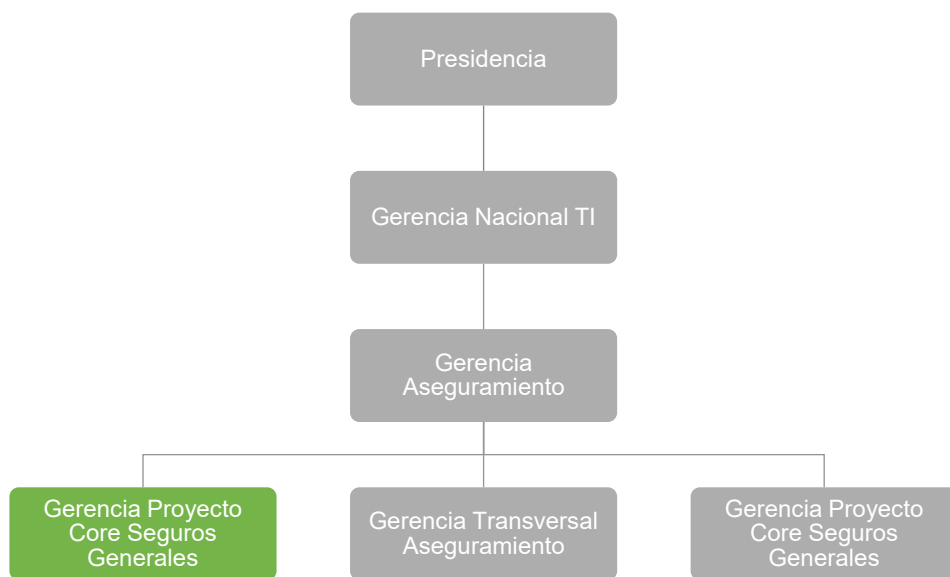 Presidencia
Gerencia Nacional TI
Gerencia
Aseguramiento
Gerencia Proyecto
Core Seguros
Generales
Gerencia Transversal
Aseguramiento
Gerencia Proyecto
Core Seguros
Generales